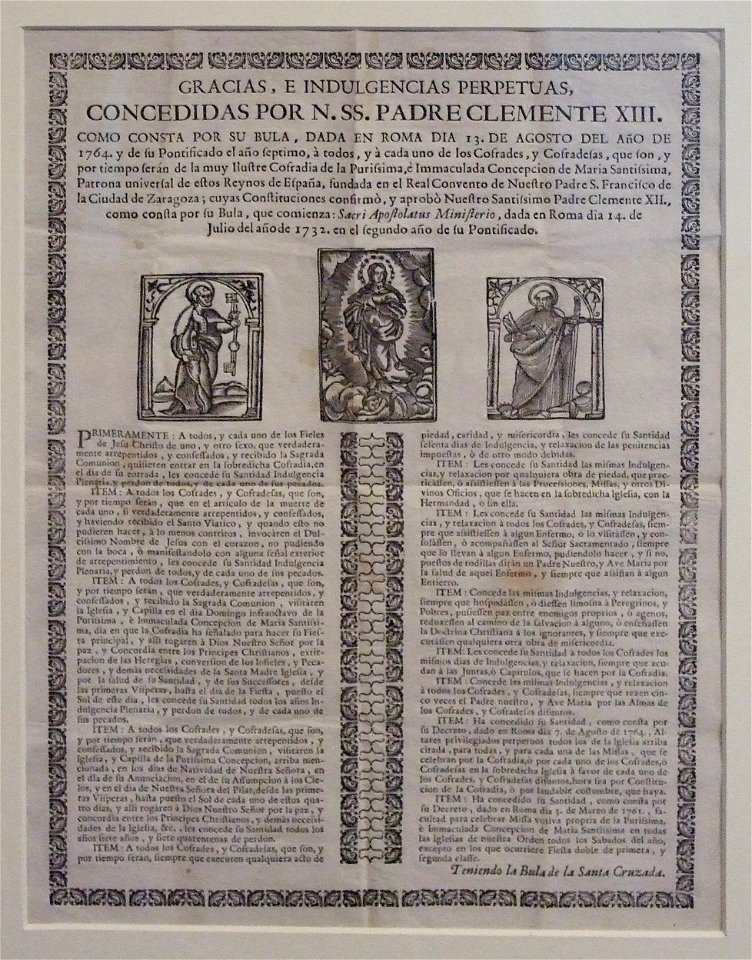 GRACIAS, E INDULGENCIAS PERPETUAS,
CONCEDIDAS POR N. SS. PADRE CLEMENTE XIII.
COMO CONSTA POR SU BULA, DADA EN ROMA DIA 13. DE AGOSTO DEL AñO DE
1764. y de ſu Pontificado el año ſeptimo, à todos, y à cada uno de los Cofrades, y Cofradeſas, que ſon, y
por tiempo ſerán de la muy Iluſtre Cofradia de la Puriſsima, è Immaculada Concepcion de Maria Santiſsima,
Patrona univerſal de eſtos Reynos de Eſpaña, fundada en el Real Convento de Nueſtro Padre S. Franciſco de
la Ciudad de Zaragoza; cuyas Conſtituciones confirmò, y aprobò Nueſtro Santiſsimo Padre Clemente XII.,
como conſta por ſu Bula, que comienza: Sacri Apoſtolatus Miniſterio, dada en Roma dia 14. de
Julio del año de 1732. en el ſegundo año de ſu Pontificado.
PRIMERAMENTE: A todos, y cada uno de los Fieles
de Jeſu Chriſto de uno, y otro ſexo, que verdadera-
mente arrepentidos, y confeſſados, y recibido la Sagrada
Comunion, quiſieren entrar en la ſobredicha Cofradia, en
el dia de ſu entrada, les concede ſu Santidad Indulgencia
Plenaria, y perdon de todos, y de cada uno de ſus pecados.
ITEM: A todos los Cofrades, y Cofradeſas, que ſon,
y por tiempo ſerán, que en el articulo de la muerte de
cada uno, ſi verdaderamente arrepentidos, y confeſſados,
y haviendo recibido el Santo Viatico, y quando eſto no
pudieren hacer, à lo menos contritos, invocáren el Dul-
ciſsimo Nombre de Jesus con el corazon, no pudiendo
con la boca, ò manifeſtandolo con alguna ſeñal exterior
de arrepentimiento, les concede ſu Santidad Indulgencia
Plenaria, y perdon de todos, y de cada uno de ſus pecados.
ITEM: A todos los Cofrades, y Cofradeſas, que ſon,
y por tiempo ſerán, que verdaderamente arrepentidos, y
confeſſados, y recibido la Sagrada Comunion, viſitáren
la Igleſia, y Capilla en el dia Domingo infraoctavo de la
Puriſsima, è Immaculada Concepcion de Maria Santiſsi-
ma, dia en que la Cofradia ha ſeñalado para hacer ſu Fieſ-
ta principal, y alli rogarán à Dios Nueſtro Señor por la
paz, y Concordia entre los Principes Chriſtianos, extir-
pacion de las Heregias, converſion de los Infieles, y Peca-
dores, y demás neceſsidades de la Santa Madre Igleſia, y
por la ſalud de ſu Santidad, y de ſus Suceſſores, deſde
las primeras Viſperas, haſta el dia de la Fieſta, pueſto el
Sol de eſte dia, les concede ſu Santidad todos los años In-
dulgencia Plenaria, y perdon de todos, y de cada uno de
ſus pecados.
ITEM: A todos los Cofrades, y Cofradeſas, que ſon,
y por tiempo ſerán, que verdaderamente arrepentidos, y
confeſſados, y recibida la Sagrada Comunion, viſitáren la
Igleſia, y Capilla de la Puriſsima Concepcion, arriba men-
cionada, en los dias de Natividad de Nueſtra Señora, en
el dia de ſu Anunciacion, en el de ſu Aſſumpcion à los Cie-
los, y en el dia de Nueſtra Señora del Pilar, deſde las prime-
ras Viſperas, haſta pueſto el Sol de cada uno de eſtos qua-
tro dias, y alli rogaren à Dios Nueſtro Señor por la paz, y
concordia entre los Principes Chriſtianos, y demás neceſsi-
dades de la Igleſia, &c., les concede ſu Santidad todos los
años ſiete años, y ſiete quarentenas de perdon.
ITEM: A todos los Cofrades, y Cofradeſas, que ſon, y
por tiempo ſerán, ſiempre que executen qualquiera acto de
piedad, caridad, y miſericordia, les concede ſu Santidad
ſeſenta dias de Indulgencia, y relaxacion de las penitencias
impueſtas, ò de otro modo debidas.
ITEM: Les concede ſu Santidad las miſmas Indulgen-
cias, y relaxacion por qualquiera obra de piedad, que prac-
ticáſſen, ò aſsiſtieſſen à las Proceſsiones, Miſſas, y otros Di-
vinos Oficios, que ſe hacen en la ſobredicha Igleſia, con la
Hermandad, ò ſin ella.
ITEM: Les concede ſu Santidad las miſmas Indulgen-
cias, y relaxacion à todos los Cofrades, y Cofradeſas, ſiem-
pre que aſsiſtieſſen à algun Enfermo, ò lo viſitáſſen, y con-
ſoláſſen, ò acompañáſſen al Señor Sacramentado, ſiempre
que lo llevan à algun Enfermo, pudiendolo hacer, y ſi no,
pueſtos de rodillas dirán un Padre Nueſtro, y Ave Maria por
la ſalud de aquel Enfermo, y ſiempre que aſsiſtan à algun
Entierro.
ITEM: Concede las miſmas Indulgencias, y relaxacion,
ſiempre que hoſpedáſſen, ò dieſſen limoſna à Peregrinos, y
Pobres, puſieſſen paz entre enemigos proprios, ò agenos,
reduxeſſen al camino de la ſalvacion à alguno, ò enſeñaſſen
la Doctrina Chriſtiana à los ignorantes, y ſiempre que exe-
cutáſſen qualquiera otra obra de miſericordia.
ITEM: Les concede ſu Santidad à todos los Cofrades los
miſmos dias de Indulgencias, y relaxacion, ſiempre que acu-
dan à las Juntas, ò Capitulos, que ſe hacen por la Cofradia.
ITEM: Concede las miſmas Indulgencias, y relaxacion
à todos los Cofrades, y Cofradeſas, ſiempre que rezen cin-
co veces el Padre nueſtro, y Ave Maria por las Almas de
los Cofrades, y Cofradeſas difuntos.
ITEM: Ha concedido ſu Santidad, como conſta por
ſu Decreto, dado en Roma dia 7. de Agoſto de 1764., Al-
tares privilegiados perpetuos todos los de la Igleſia arriba
citada, para todas, y para cada una de las Miſſas, que ſe
celebran por la Cofradia, ò por cada uno de los Cofrades, ò
Cofradeſas en la ſobredicha Igleſia à favor de cada uno de
los Cofrades, y Cofradeſas difuntos, hora ſea por Conſtitu-
cion de la Cofradia, ò por laudable coſtumbre, que haya.
ITEM: Ha concedido ſu Santidad, como conſta por
ſu Decreto, dado en Roma dia 3. de Marzo de 1761., fa-
cultad para celebrar Miſſa votiva propria de la Puriſsima,
è Immaculada Concepcion de Maria Santiſsima en todas
las Igleſias de nueſtra Orden todos los Sabados del año,
excepto en los que ocurriere Fieſta doble de primera, y
ſegunda claſſe.
Teniendo la Bula de la Santa Cruzada.